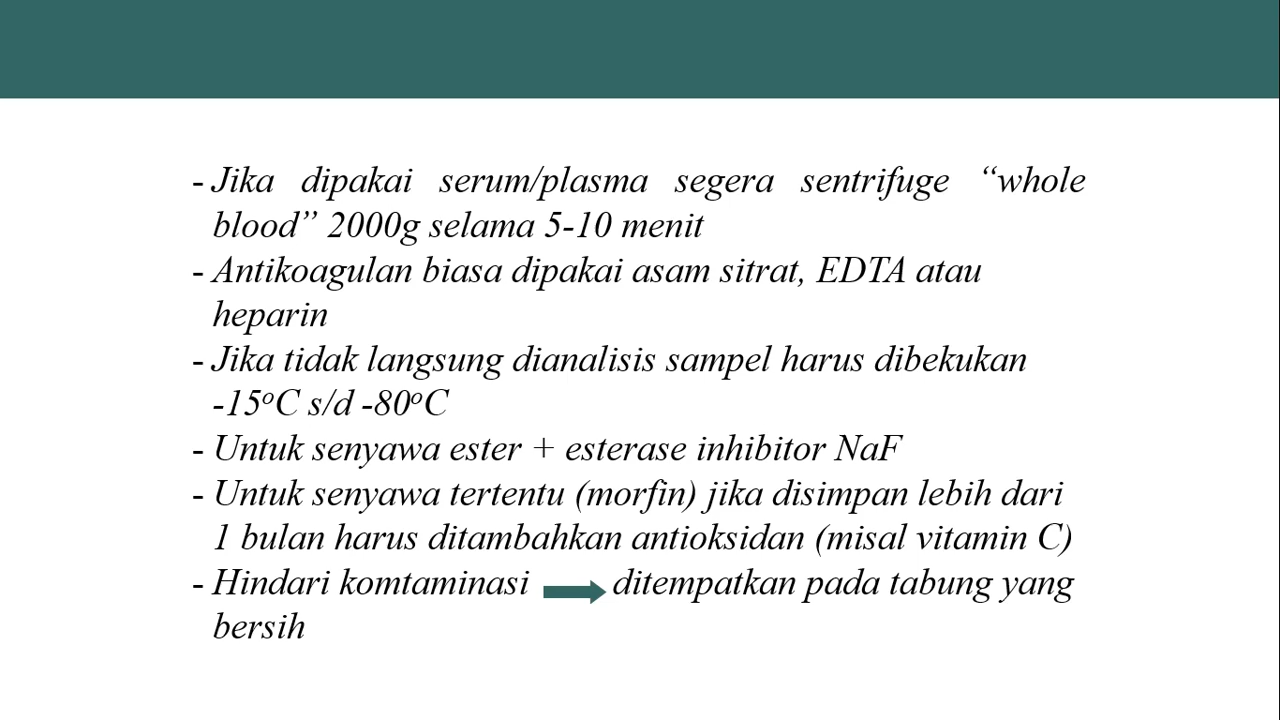 - Jika dipakai serum/plasma segera sentrifuge “whole
blood” 2000g selama 5-10 menit
- Antikoagulan biasa dipakai asam sitrat, EDTA atau
heparin
- Jika tidak langsung dianalisis sampel harus dibekukan
-15ºC s/d -80ºC
- Untuk senyawa ester + esterase inhibitor NaF
- Untuk senyawa tertentu (morfin) jika disimpan lebih dari
1 bulan harus ditambahkan antioksidan (misal vitamin C)
- Hindari komtaminasi ditempatkan pada tabung yang
bersih